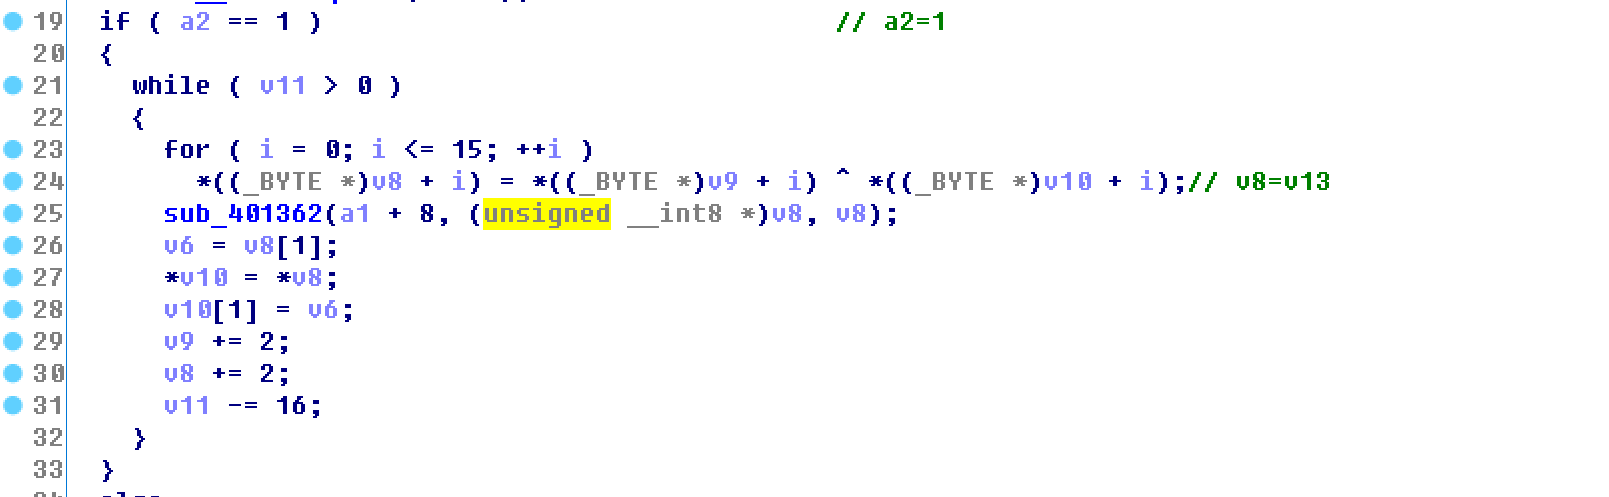 19 if ( a2 == 1 ) // a2=1
20 {
21 while ( v11 > 0 )
22 {
23 for ( i = 0; i <= 15; ++i )
24 *((_BYTE *)v8 + i) = *((_BYTE *)v9 + i) ^ *((_BYTE *)v10 + i);// v8=v13
25 sub_401362(a1 + 8, (unsigned __int8 *)v8, v8);
26 v6 = v8[1];
27 *v10 = *v8;
28 v10[1] = v6;
29 v9 += 2;
30 v8 += 2;
31 v11 -= 16;
32 }
33 }